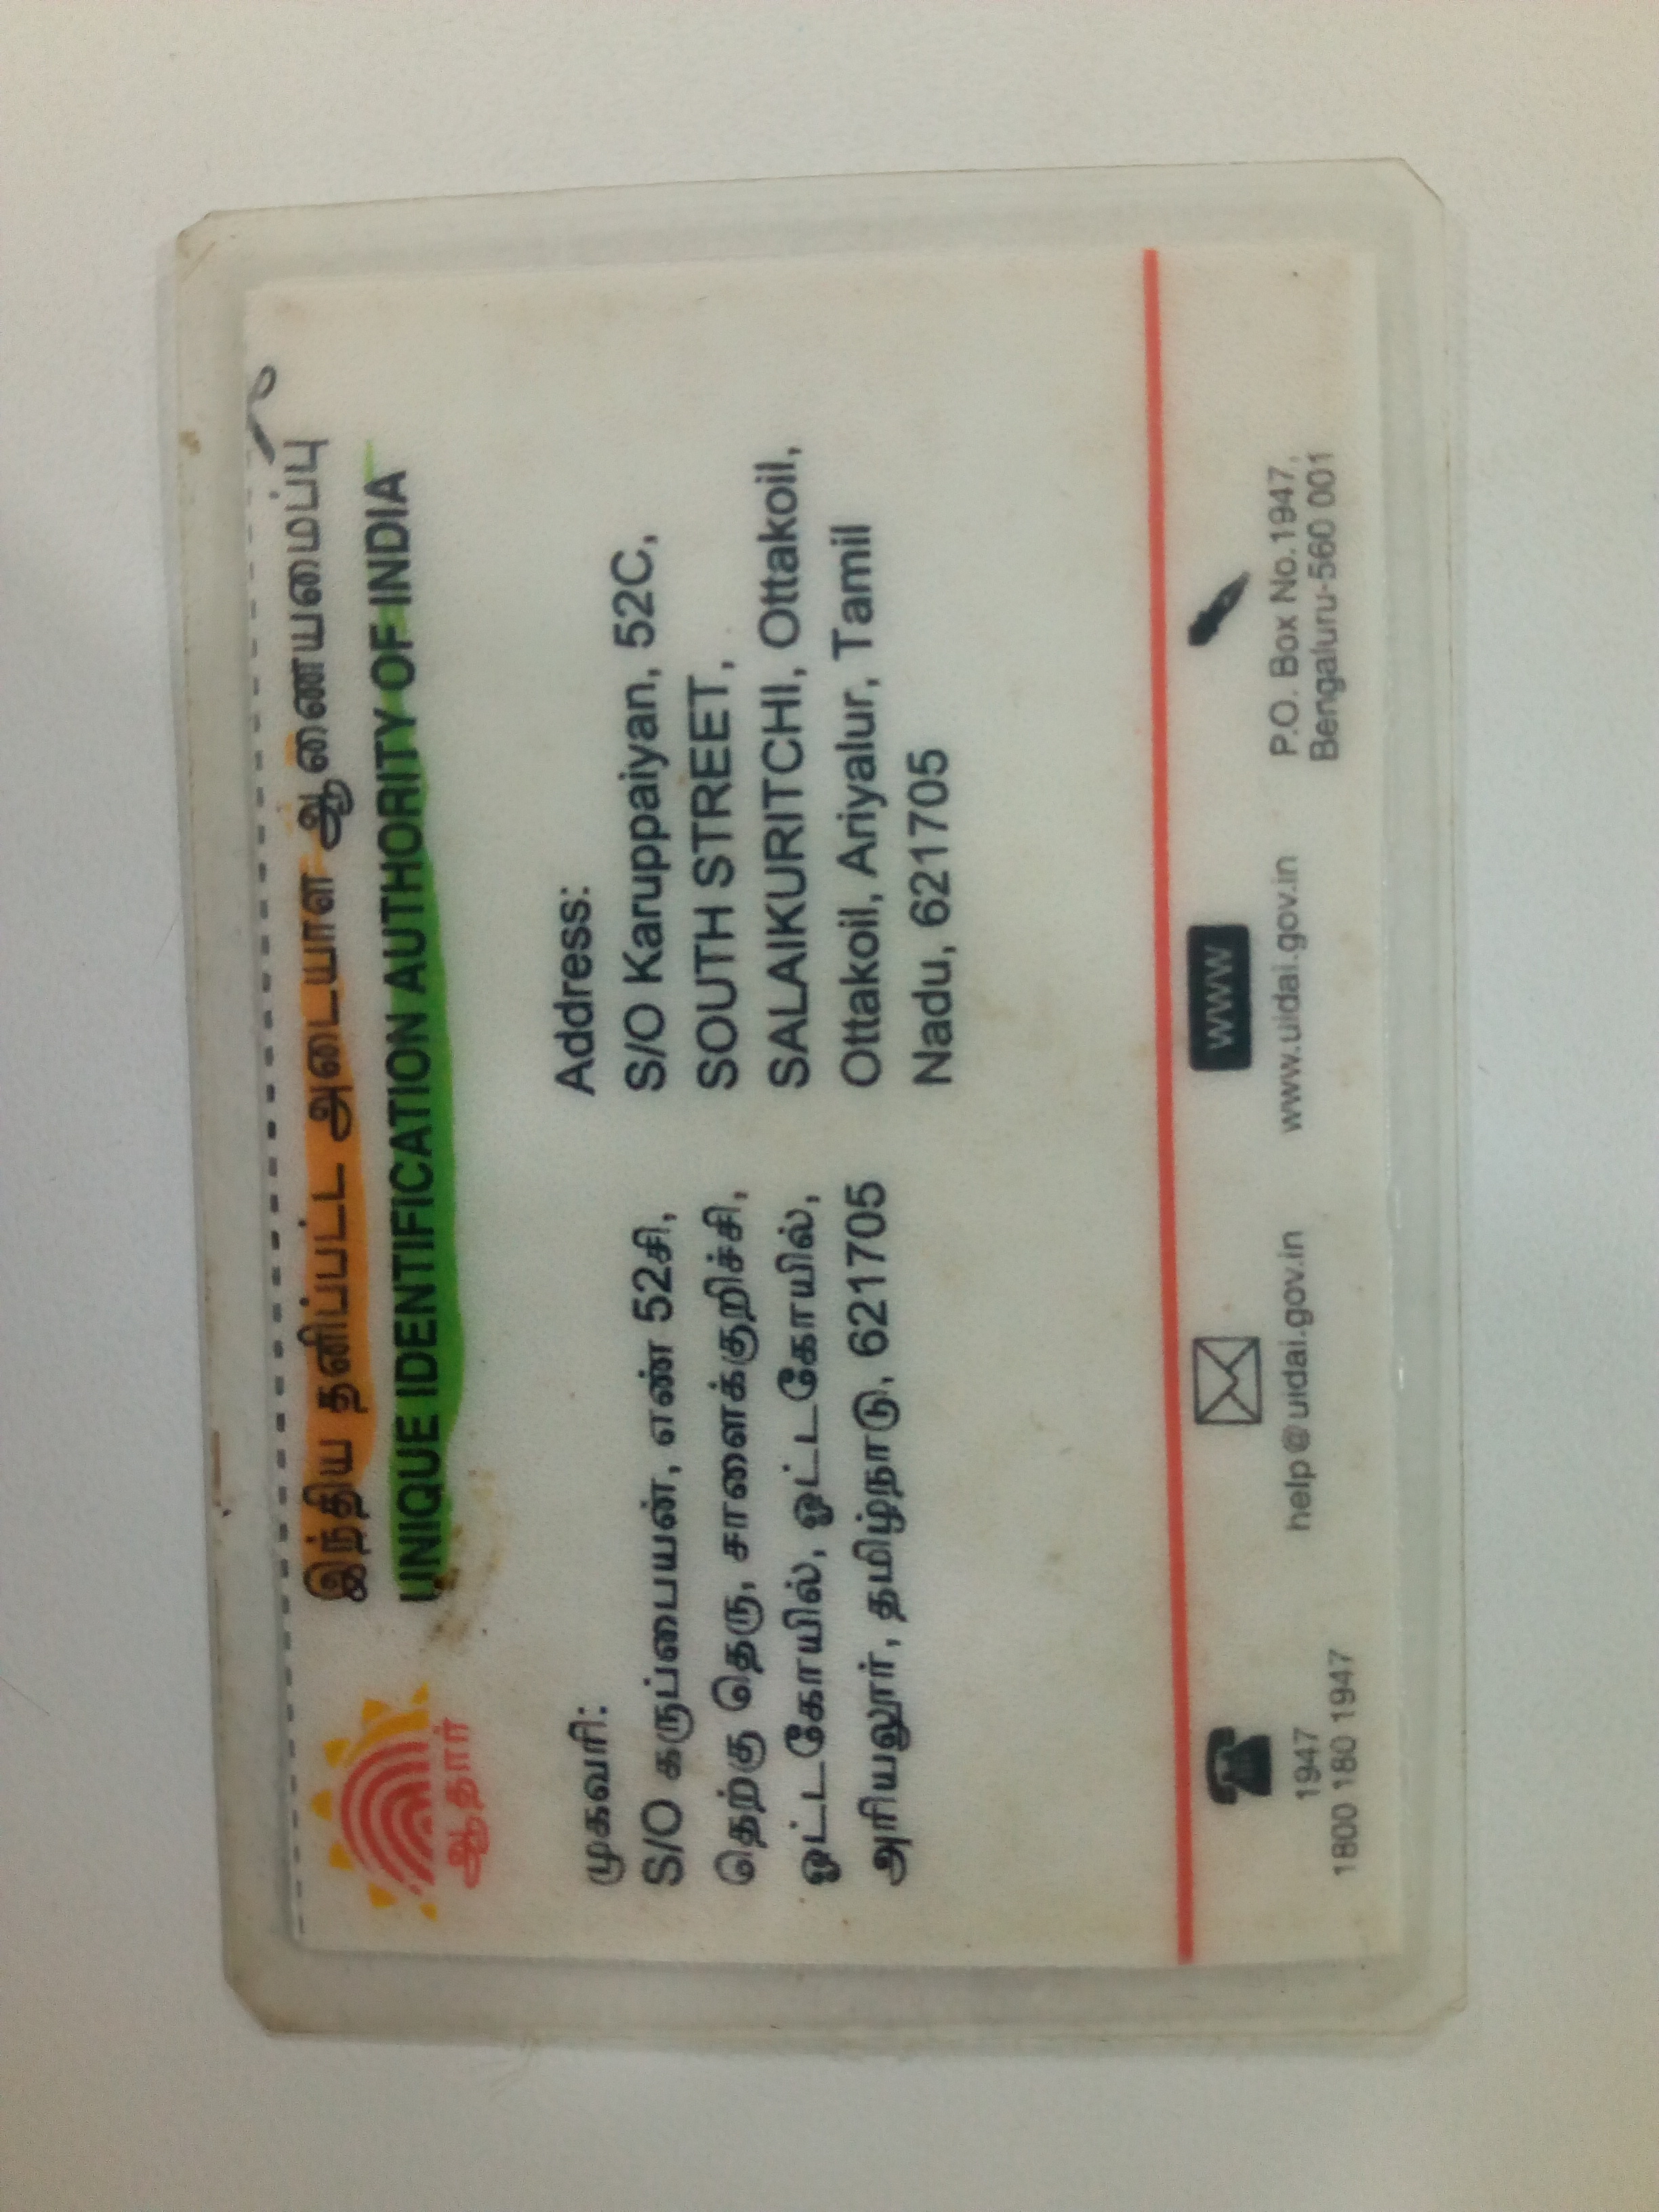 இந்திய தனிப்பட்ட அடையாள ஆணையமைப்பு
UNIQUE IDENTIFICATION AUTHORITY OF INDIA
ஆதார்
முகவரி:
S/O கருப்பையன், எண் 52சி,
தெற்கு தெரு, சாளைக்குறிச்சி,
ஓட்டகோயில், ஓட்டகோயில்,
அரியலூர், தமிழ்நாடு, 621705
Address:
S/O Karuppaiyan, 52C,
SOUTH STREET,
SALAIKURITCHI, Ottakoil,
Ottakoil, Ariyalur, Tamil
Nadu, 621705
1947
1800 180 1947
help@uidai.gov.in
www
www.uidai.gov.in
P.O. Box No.1947,
Bengaluru-560 001